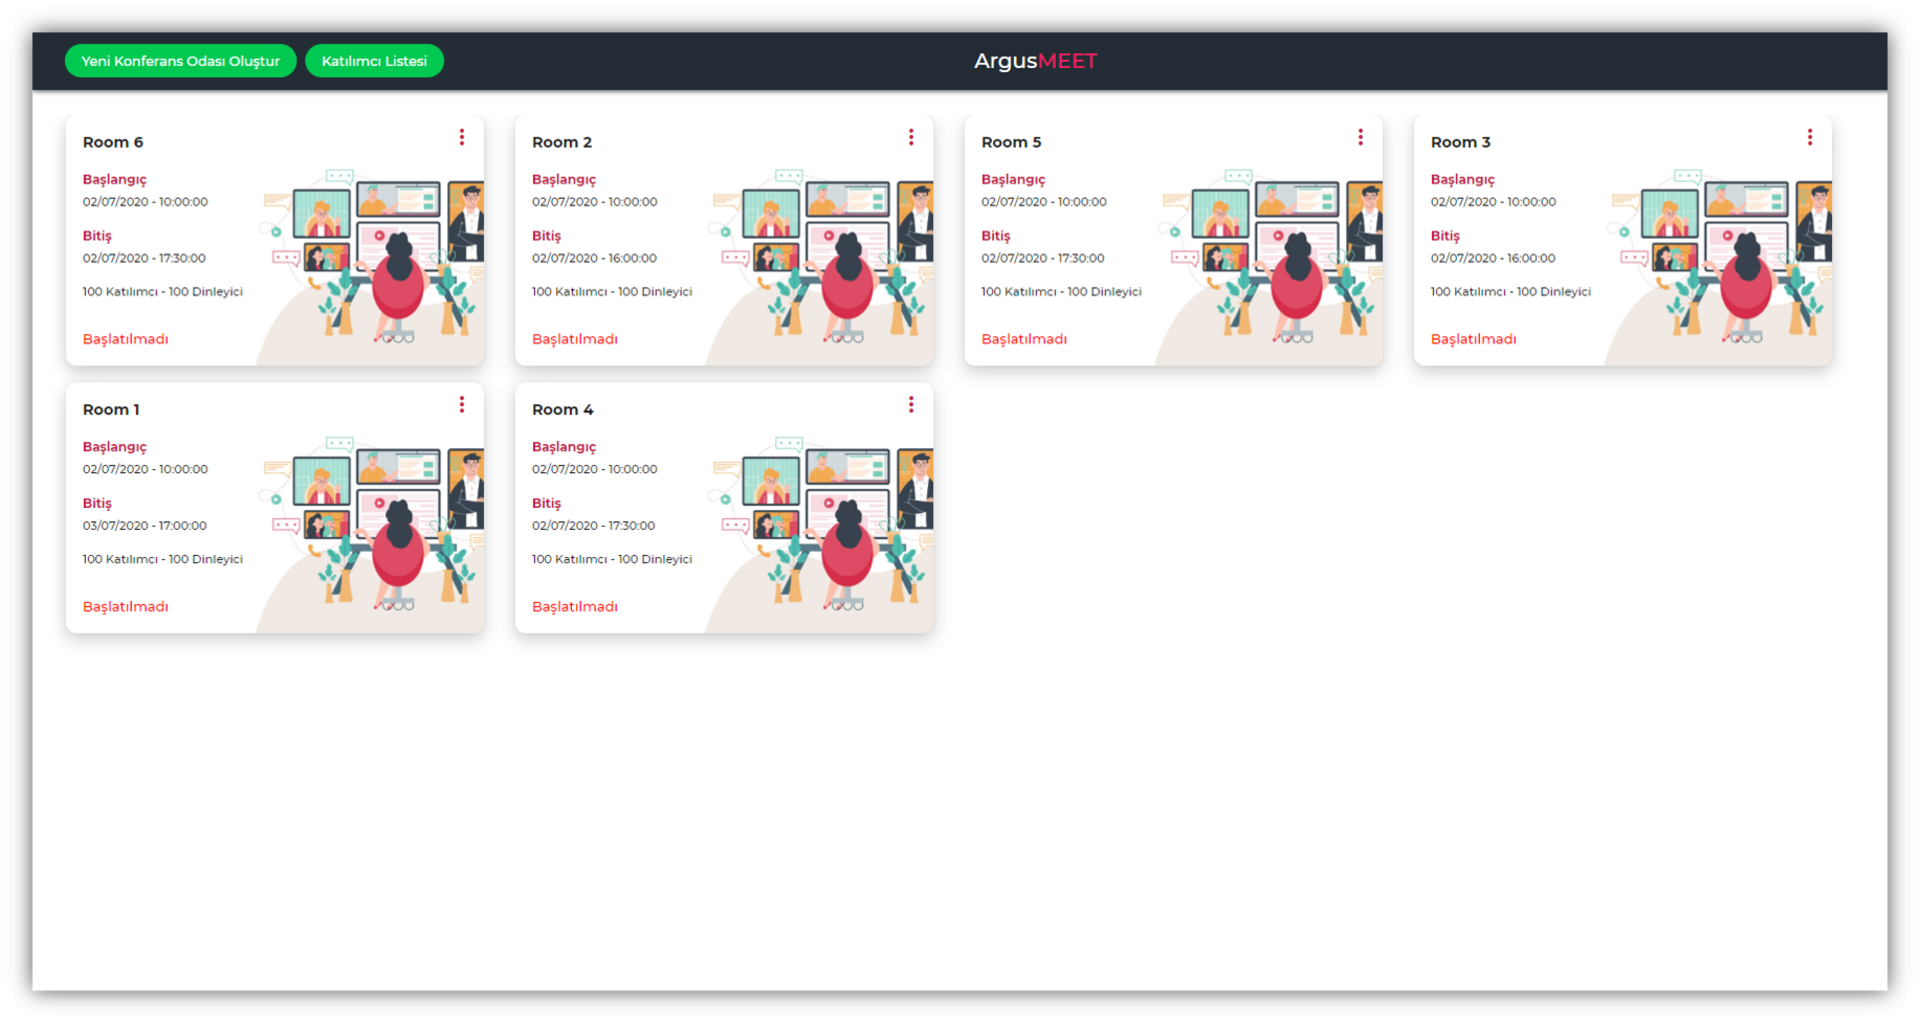 Yeni Konferans Odası Oluştur
Katılımcı Listesi
ArgusMEET
Room 6
Başlangıç
02/07/2020 - 10:00:00
Bitiş
02/07/2020 - 17:30:00
100 Katılımcı - 100 Dinleyici
Başlatılmadı
Room 2
Başlangıç
02/07/2020 - 10:00:00
Bitiş
02/07/2020 - 16:00:00
100 Katılımcı - 100 Dinleyici
Başlatılmadı
Room 5
Başlangıç
02/07/2020 - 10:00:00
Bitiş
02/07/2020 - 17:30:00
100 Katılımcı - 100 Dinleyici
Başlatılmadı
Room 3
Başlangıç
02/07/2020 - 10:00:00
Bitiş
02/07/2020 - 16:00:00
100 Katılımcı - 100 Dinleyici
Başlatılmadı
Room 1
Başlangıç
02/07/2020 - 10:00:00
Bitiş
03/07/2020 - 17:00:00
100 Katılımcı - 100 Dinleyici
Başlatılmadı
Room 4
Başlangıç
02/07/2020 - 10:00:00
Bitiş
02/07/2020 - 17:30:00
100 Katılımcı - 100 Dinleyici
Başlatılmadı